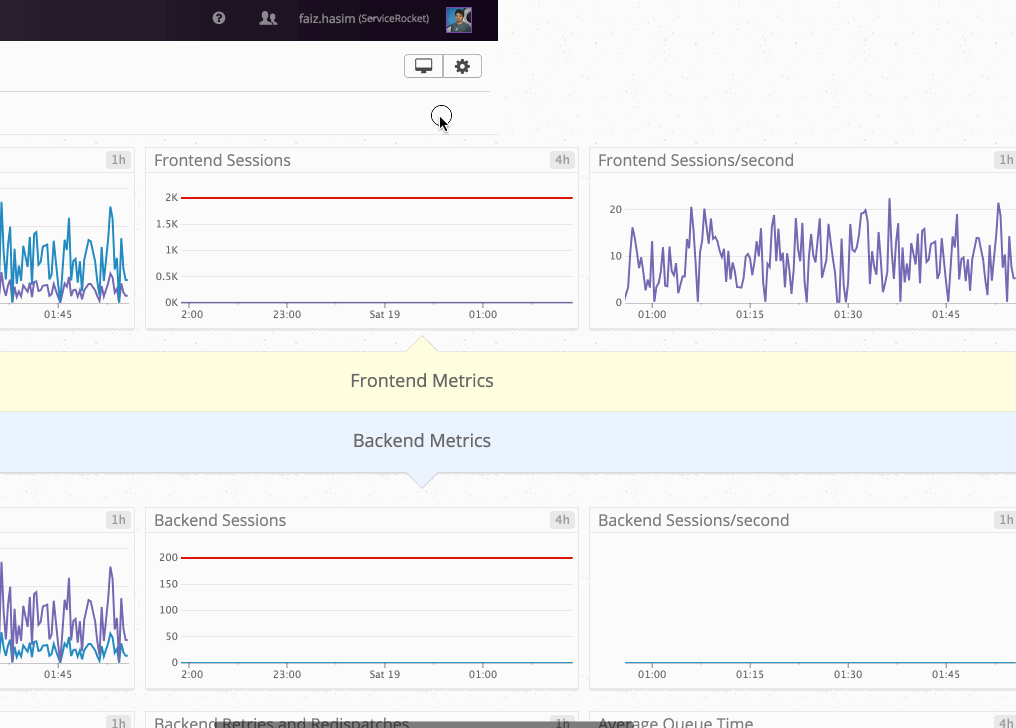 faiz.hasim (ServiceRocket)
1h
Frontend Sessions 4h
Frontend Sessions/second 1h
01:45
2K
1.5K
1K
0.5K
0K
2:00 23:00 Sat 19 01:00
20
10
0
01:00 01:15 01:30 01:45
Frontend Metrics
Backend Metrics
1h
Backend Sessions 4h
Backend Sessions/second 1h
01:45
200
150
100
50
0
2:00 23:00 Sat 19 01:00
01:00 01:15 01:30 01:45
1h
Backend Retries and Redispatches 1h
Average Queue Time 4h